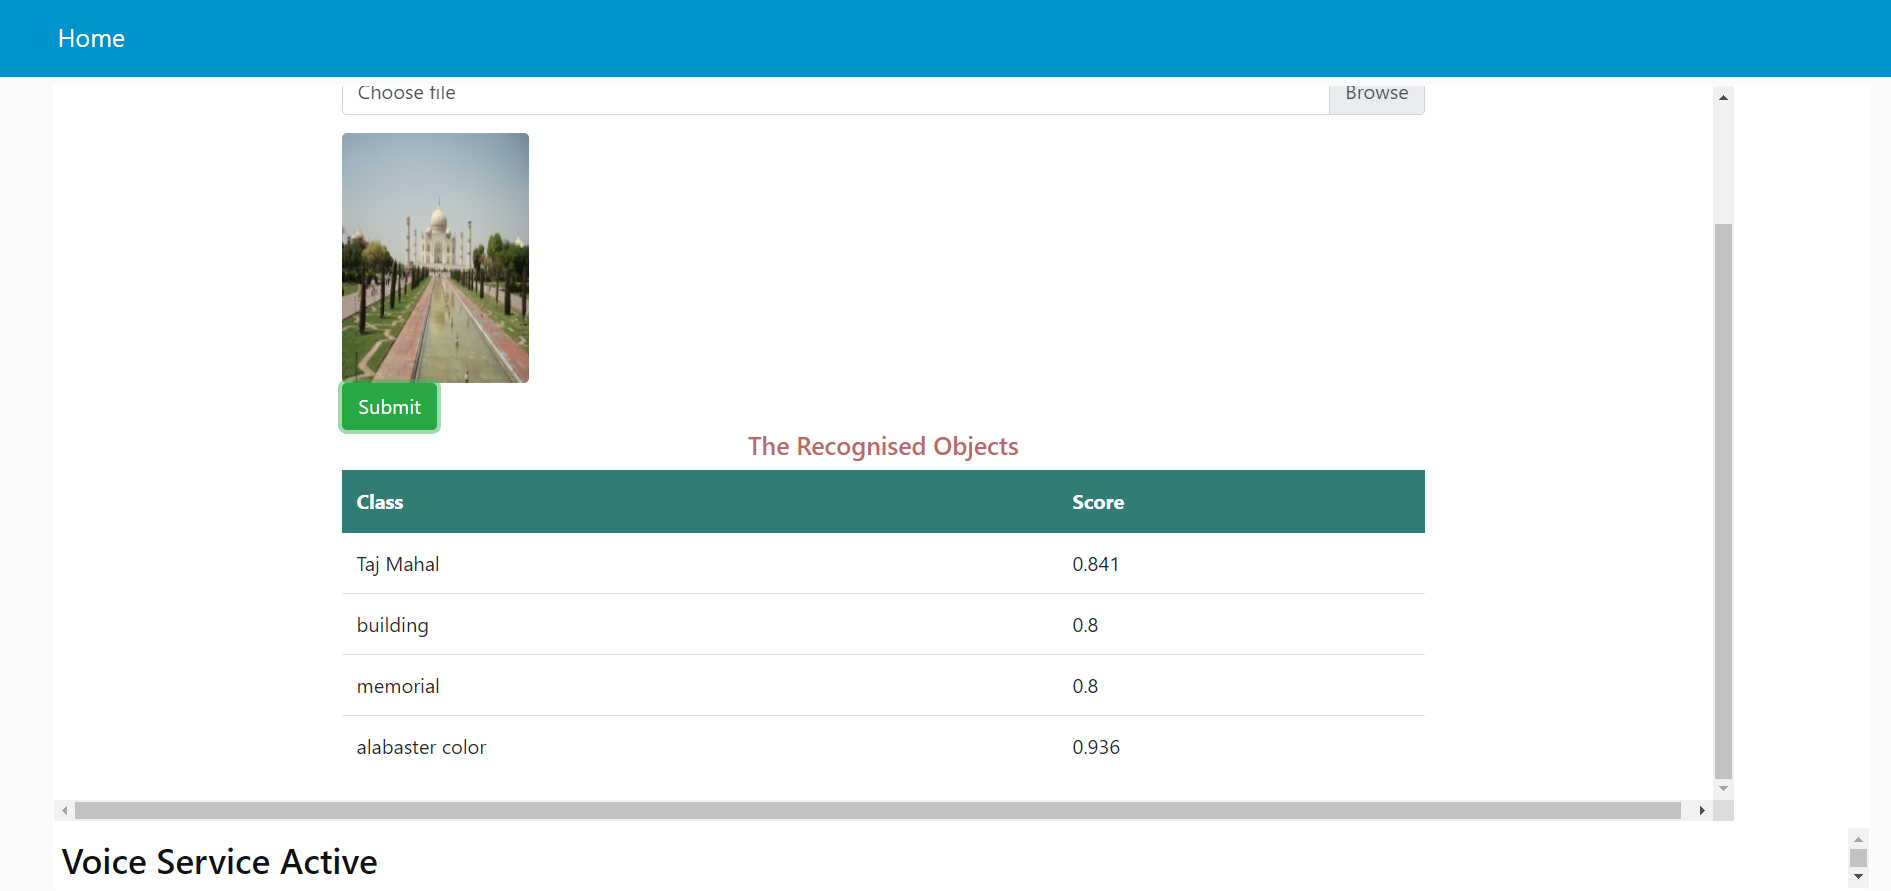 Home
Choose file Browse
Submit
The Recognised Objects
Class Score
Taj Mahal 0.841
building 0.8
memorial 0.8
alabaster color 0.936
Voice Service Active